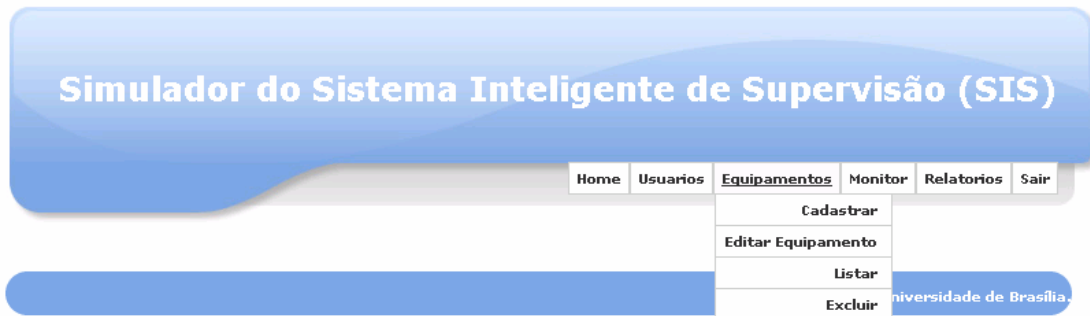 Simulador do Sistema Inteligente de Supervisão (SIS)
Home Usuarios Equipamentos Monitor Relatorios Sair
Cadastrar
Editar Equipamento
Listar
Excluir
niversidade de Brasília.